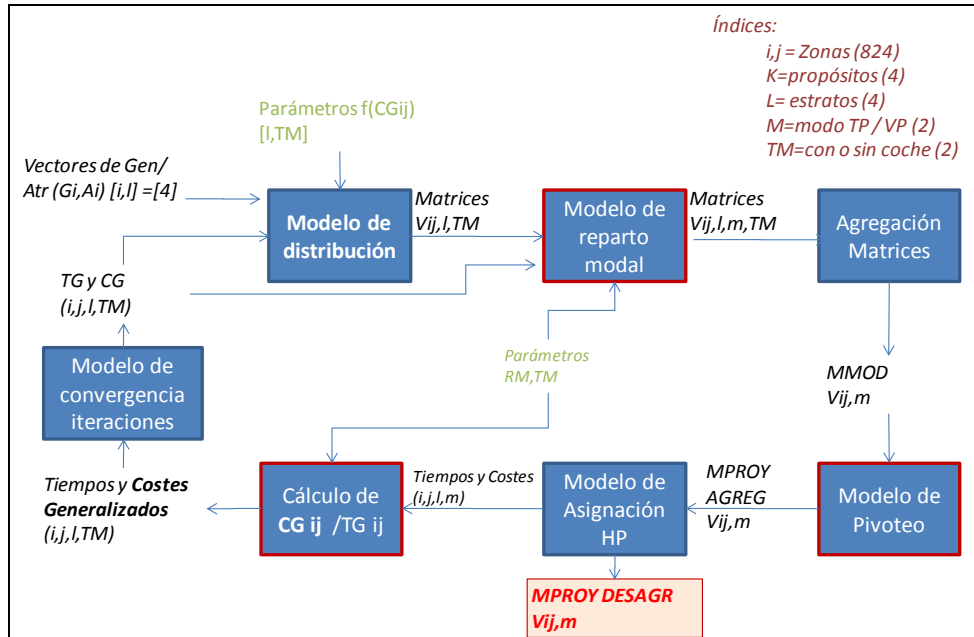 Índices:
i,j = Zonas (824)
K=propósitos (4)
L= estratos (4)
M=modo TP / VP (2)
TM=con o sin coche (2)
Parámetros f(CGij)
[l,TM]
Vectores de Gen/
Atr (Gi,Ai) [i,l] =[4]
Modelo de
distribución
Matrices
Vij,l,TM
Modelo de
reparto
modal
Matrices
Vij,l,m,TM
Agregación
Matrices
TG y CG
(i,j,l,TM)
Modelo de
convergencia
iteraciones
Parámetros
RM,TM
MMOD
Vij,m
Tiempos y Costes
Generalizados
(i,j,l,TM)
Cálculo de
CG ij /TG ij
Tiempos y Costes
(i,j,l,m)
Modelo de
Asignación
HP
MPROY
AGREG
Vij,m
Modelo de
Pivoteo
MPROY DESAGR
Vij,m